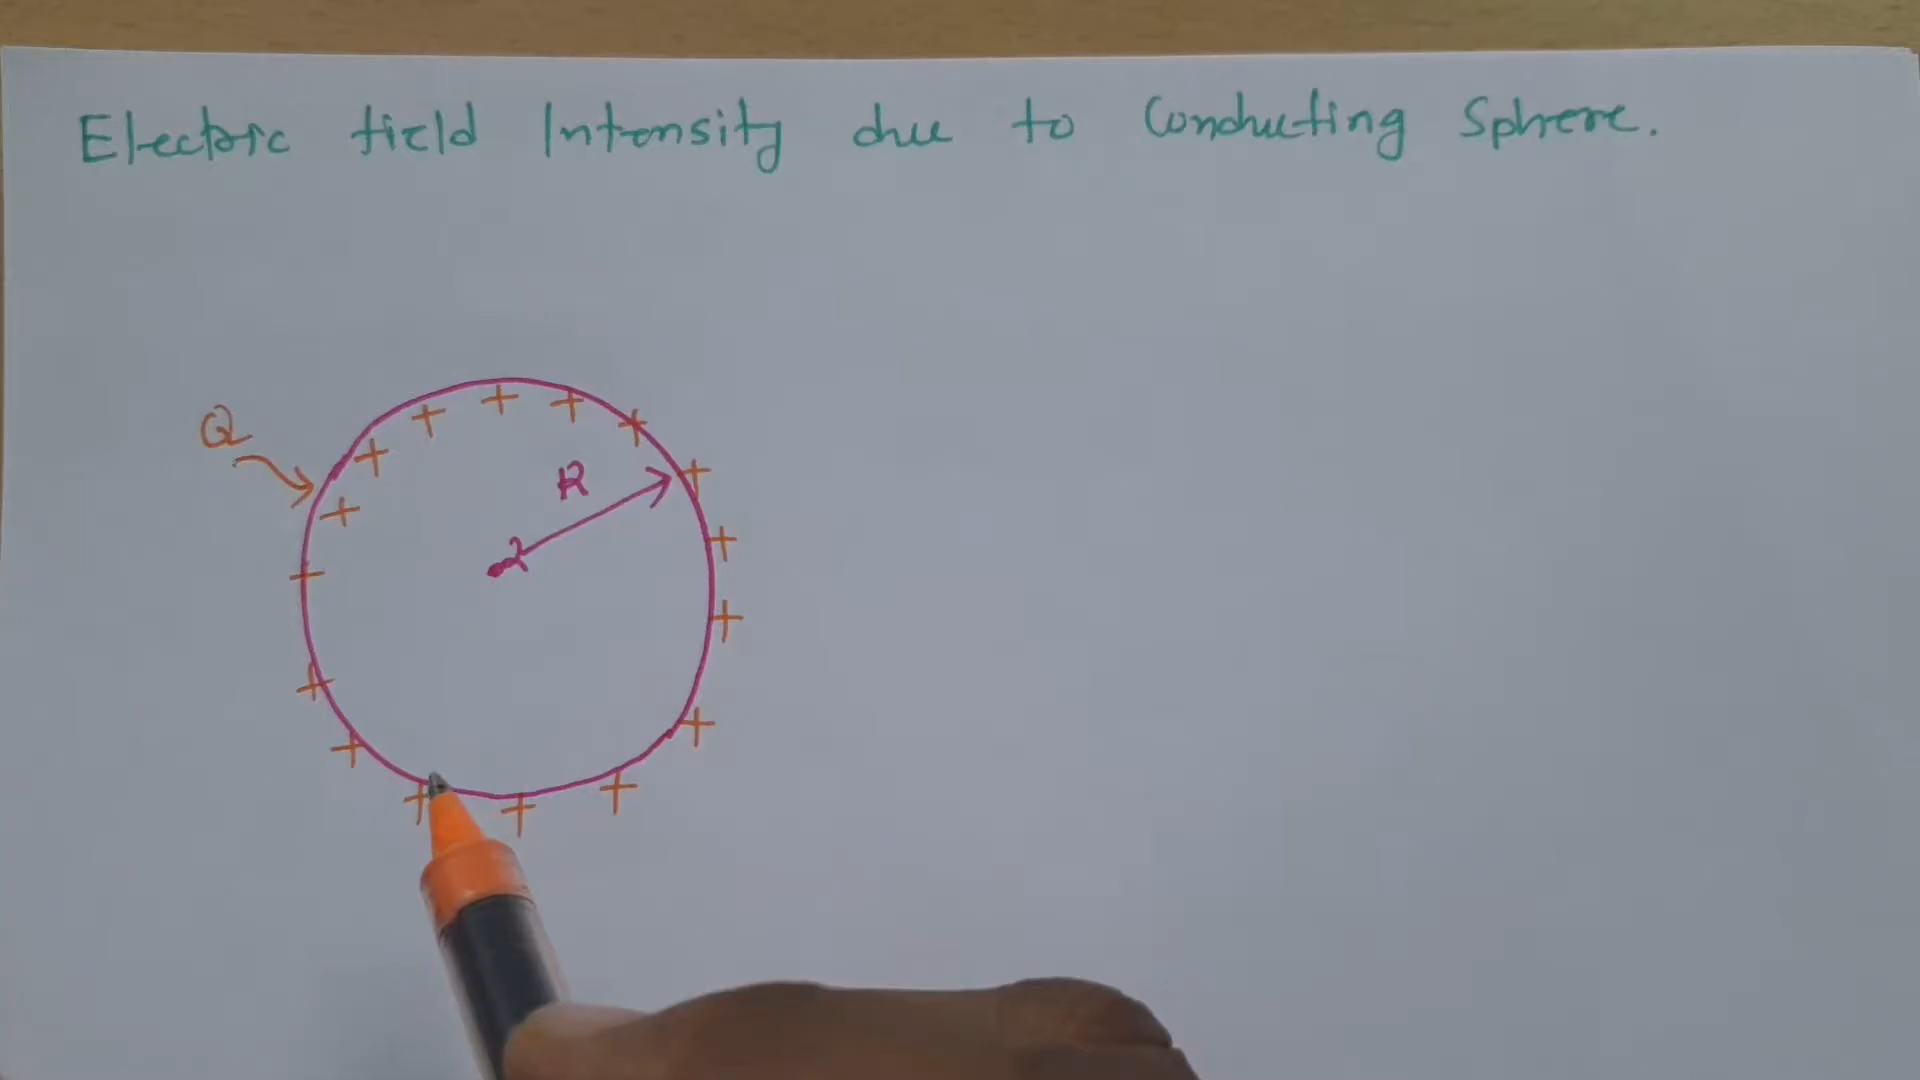 Electric field Intensity due to Conducting Sphere.
Q
R
+ + + + + + + + + + + + + + + + +